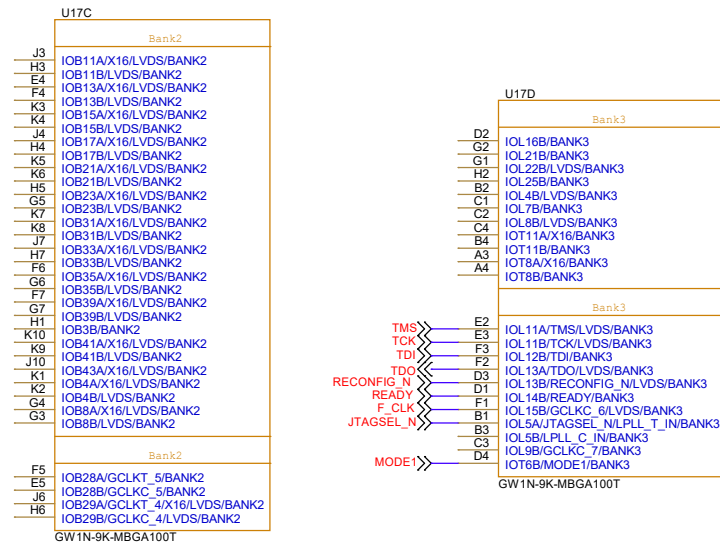 U17C
Bank2
J3 IOB11A/X16/LVDS/BANK2
H3 IOB11B/LVDS/BANK2
E4 IOB13A/X16/LVDS/BANK2
F4 IOB13B/LVDS/BANK2
K3 IOB15A/X16/LVDS/BANK2
K4 IOB15B/LVDS/BANK2
J4 IOB17A/X16/LVDS/BANK2
H4 IOB17B/LVDS/BANK2
K5 IOB21A/X16/LVDS/BANK2
K6 IOB21B/LVDS/BANK2
H5 IOB23A/X16/LVDS/BANK2
G5 IOB23B/LVDS/BANK2
K7 IOB31A/X16/LVDS/BANK2
K8 IOB31B/LVDS/BANK2
J7 IOB33A/X16/LVDS/BANK2
H7 IOB33B/LVDS/BANK2
F6 IOB35A/X16/LVDS/BANK2
G6 IOB35B/LVDS/BANK2
F7 IOB39A/X16/LVDS/BANK2
G7 IOB39B/LVDS/BANK2
H1 IOB3B/BANK2
K10 IOB41A/X16/LVDS/BANK2
K9 IOB41B/LVDS/BANK2
J10 IOB43A/X16/LVDS/BANK2
K1 IOB4A/X16/LVDS/BANK2
K2 IOB4B/LVDS/BANK2
G4 IOB8A/X16/LVDS/BANK2
G3 IOB8B/LVDS/BANK2
Bank2
F5 IOB28A/GCLKT_5/BANK2
E5 IOB28B/GCLKC_5/BANK2
J6 IOB29A/GCLKT_4/X16/LVDS/BANK2
H6 IOB29B/GCLKC_4/LVDS/BANK2
GW1N-9K-MBGA100T
U17D
Bank3
D2 IOL16B/BANK3
G2 IOL21B/BANK3
G1 IOL22B/LVDS/BANK3
H2 IOL25B/BANK3
B2 IOL4B/LVDS/BANK3
C1 IOL7B/BANK3
C2 IOL8B/LVDS/BANK3
C4 IOT11A/X16/BANK3
B4 IOT11B/BANK3
A3 IOT8A/X16/BANK3
A4 IOT8B/BANK3
Bank3
TMS E2 IOL11A/TMS/LVDS/BANK3
TCK E3 IOL11B/TCK/LVDS/BANK3
TDI F3 IOL12B/TDI/BANK3
TDO F2 IOL13A/TDO/LVDS/BANK3
RECONFIG_N D3 IOL13B/RECONFIG_N/LVDS/BANK3
READY D1 IOL14B/READY/BANK3
F_CLK F1 IOL15B/GCLKC_6/LVDS/BANK3
JTAGSEL_N B1 IOL5A/JTAGSEL_N/LPLL_T_IN/BANK3
B3 IOL5B/LPLL_C_IN/BANK3
C3 IOL9B/GCLKC_7/BANK3
MODE1 D4 IOT6B/MODE1/BANK3
GW1N-9K-MBGA100T